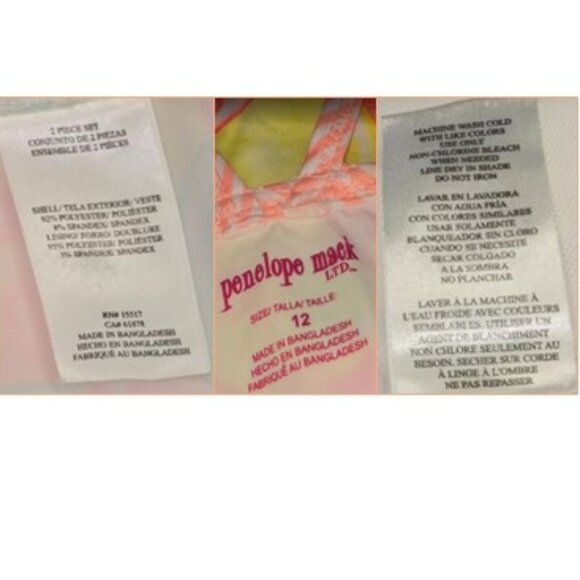 2 PIECE SET
CONJUNTO DE 2 PIEZAS
ENSEMBLE DE 2 PIÈCES
SHELL/ TELA EXTERIOR/ VESTE
92% POLYESTER/ POLIÉSTER
8% SPANDEX/ SPANDEX
LINING/ FORRO/ DOUBLURE
95% POLYESTER/ POLIÉSTER
5% SPANDEX/ SPANDEX
RN# 15517
CA# 61878
MADE IN BANGLADESH
HECHO EN BANGLADESH
FABRIQUÉ AU BANGLADESH
penelope mack
LTD™
SIZE/ TALLA/ TAILLE
12
MADE IN BANGLADESH
HECHO EN BANGLADESH
FABRIQUÉ AU BANGLADESH
MACHINE WASH COLD
WITH LIKE COLORS
USE ONLY
NON-CHLORINE BLEACH
WHEN NEEDED
LINE DRY IN SHADE
DO NOT IRON
LAVAR EN LAVADORA
CON AGUA FRÍA
CON COLORES SIMILARES
USAR SOLAMENTE
BLANQUEADOR SIN CLORO
CUANDO SE NECESITE
SECAR COLGADO
A LA SOMBRA
NO PLANCHAR
LAVER À LA MACHINE À
L'EAU FROIDE AVEC COULEURS
SEMBLABLES. UTILISER UN
AGENT DE BLANCHIMENT
NON CHLORE SEULEMENT AU
BESOIN. SECHER SUR CORDE
À LINGE À L'OMBRE
NE PAS REPASSER